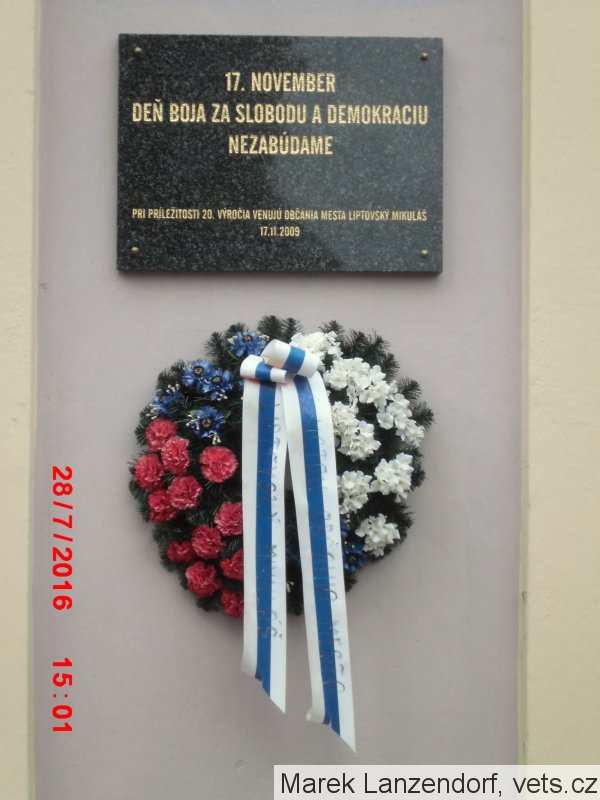 17. NOVEMBER
DEŇ BOJA ZA SLOBODU A DEMOKRACIU
NEZABÚDAME
PRI PRÍLEŽITOSTI 20. VÝROČIA VENUJÚ OBČANIA MESTA LIPTOVSKÝ MIKULÁŠ
17.11.2009
28/7/2016 15:01
Marek Lanzendorf, vets.cz